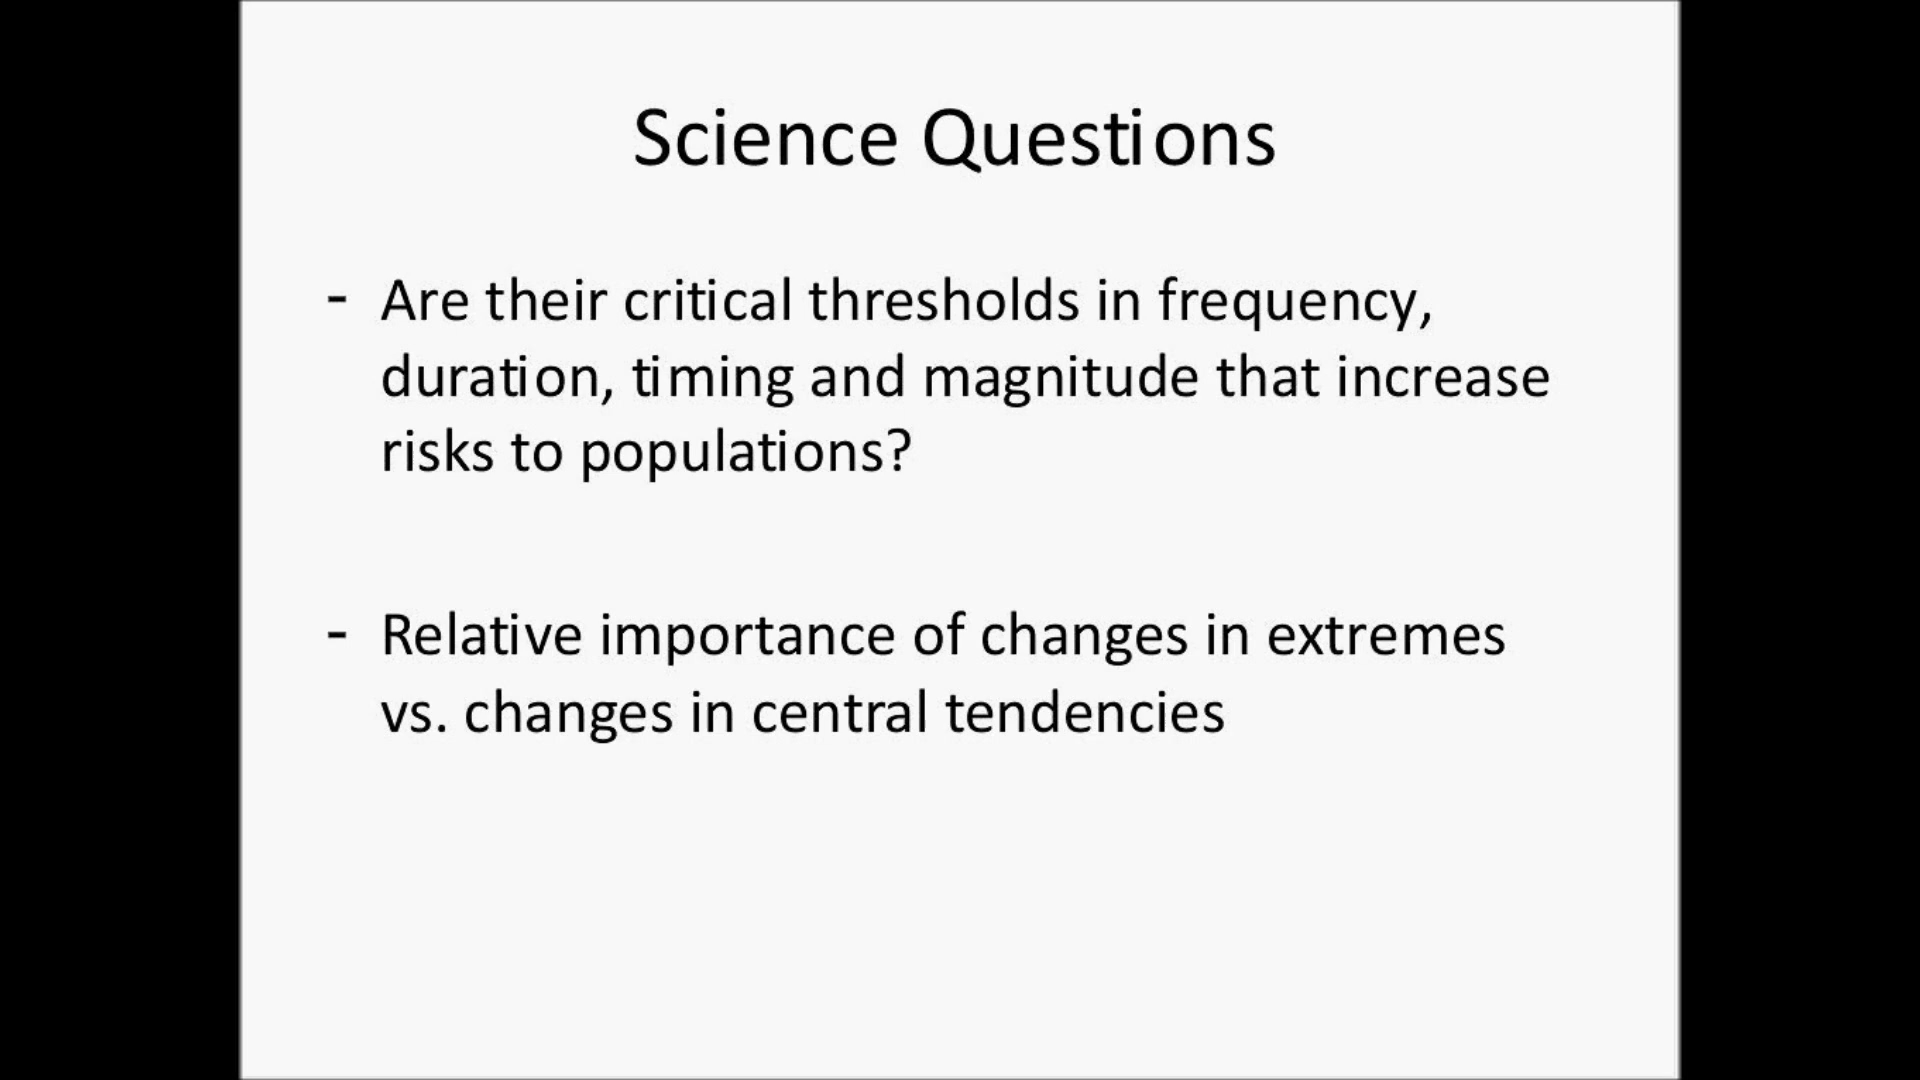 Science Questions
- Are their critical thresholds in frequency,
duration, timing and magnitude that increase
risks to populations?
- Relative importance of changes in extremes
vs. changes in central tendencies